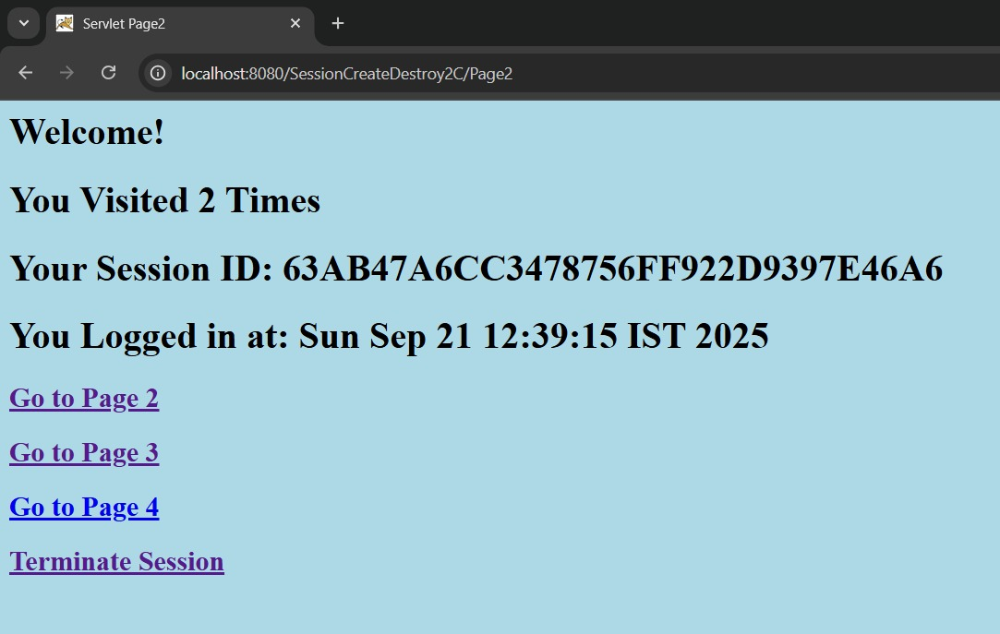 Servlet Page2
localhost:8080/SessionCreateDestroy2C/Page2
Welcome!
You Visited 2 Times
Your Session ID: 63AB47A6CC3478756FF922D9397E46A6
You Logged in at: Sun Sep 21 12:39:15 IST 2025
Go to Page 2
Go to Page 3
Go to Page 4
Terminate Session